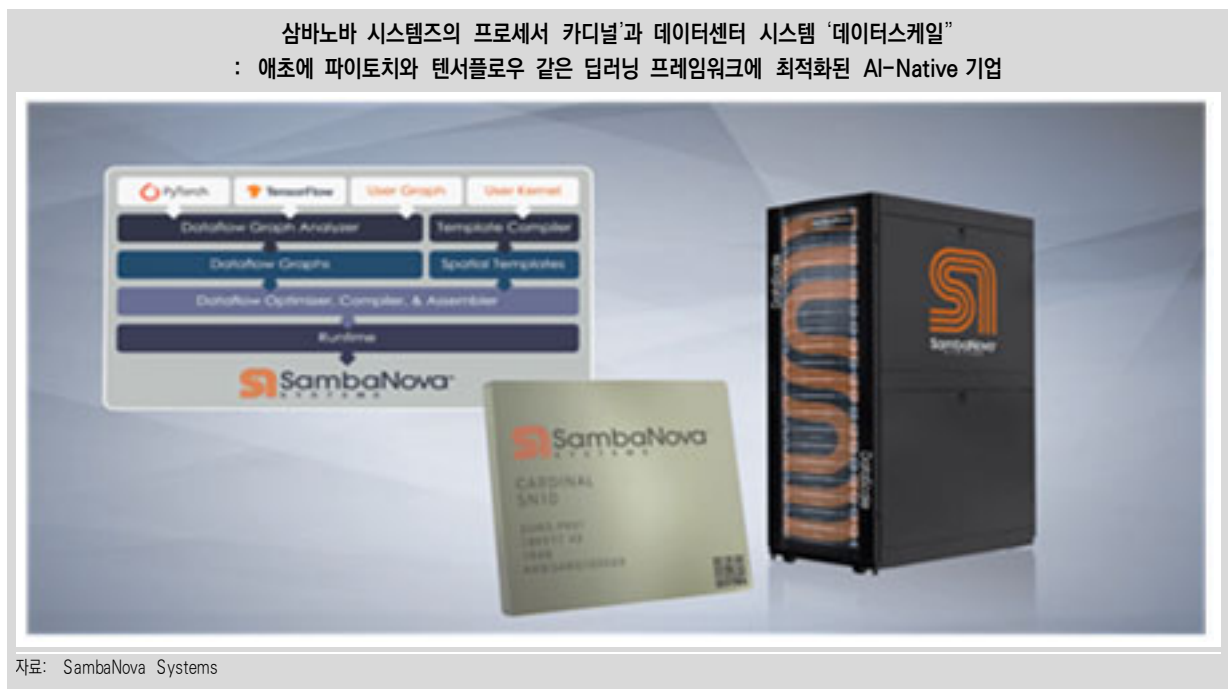 삼바노바 시스템즈의 프로세서 카디널’과 데이터센터 시스템 ‘데이터스케일”
: 애초에 파이토치와 텐서플로우 같은 딥러닝 프레임워크에 최적화된 AI-Native 기업
PyTorch TensorFlow User Graph User Kernel
Dataflow Graph Analyzer Template Compiler
Dataflow Graphs Spatial Templates
Dataflow Optimizer, Compiler, & Assembler
Runtime
SambaNova
SYSTEMS
SambaNova
SYSTEMS
CARDINAL
SN10
SambaNova
DataScale
DataScale
자료: SambaNova Systems